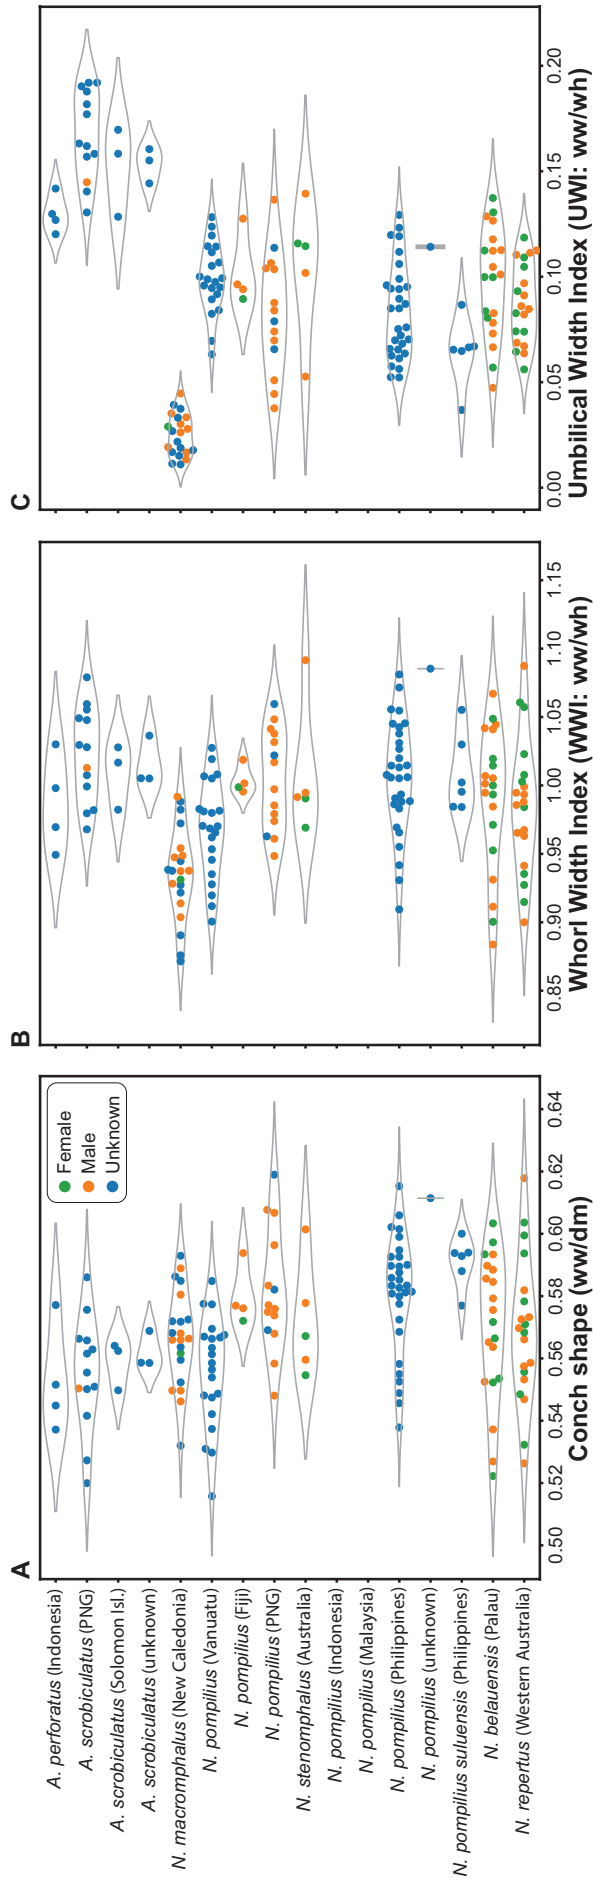 A
Female
Male
Unknown
A. perforatus (Indonesia)
A. scrobiculatus (PNG)
A. scrobiculatus (Solomon Isl.)
A. scrobiculatus (unknown)
N. macromphalus (New Caledonia)
N. pompilius (Vanuatu)
N. pompilius (Fiji)
N. pompilius (PNG)
N. stenomphalus (Australia)
N. pompilius (Indonesia)
N. pompilius (Malaysia)
N. pompilius (Philippines)
N. pompilius (unknown)
N. pompilius suluensis (Philippines)
N. belauensis (Palau)
N. repertus (Western Australia)
0.50 0.52 0.54 0.56 0.58 0.60 0.62 0.64
Conch shape (ww/dm)
B
0.85 0.90 0.95 1.00 1.05 1.10 1.15
Whorl Width Index (WWI: ww/wh)
C
0.00 0.05 0.10 0.15 0.20
Umbilical Width Index (UWI: ww/wh)